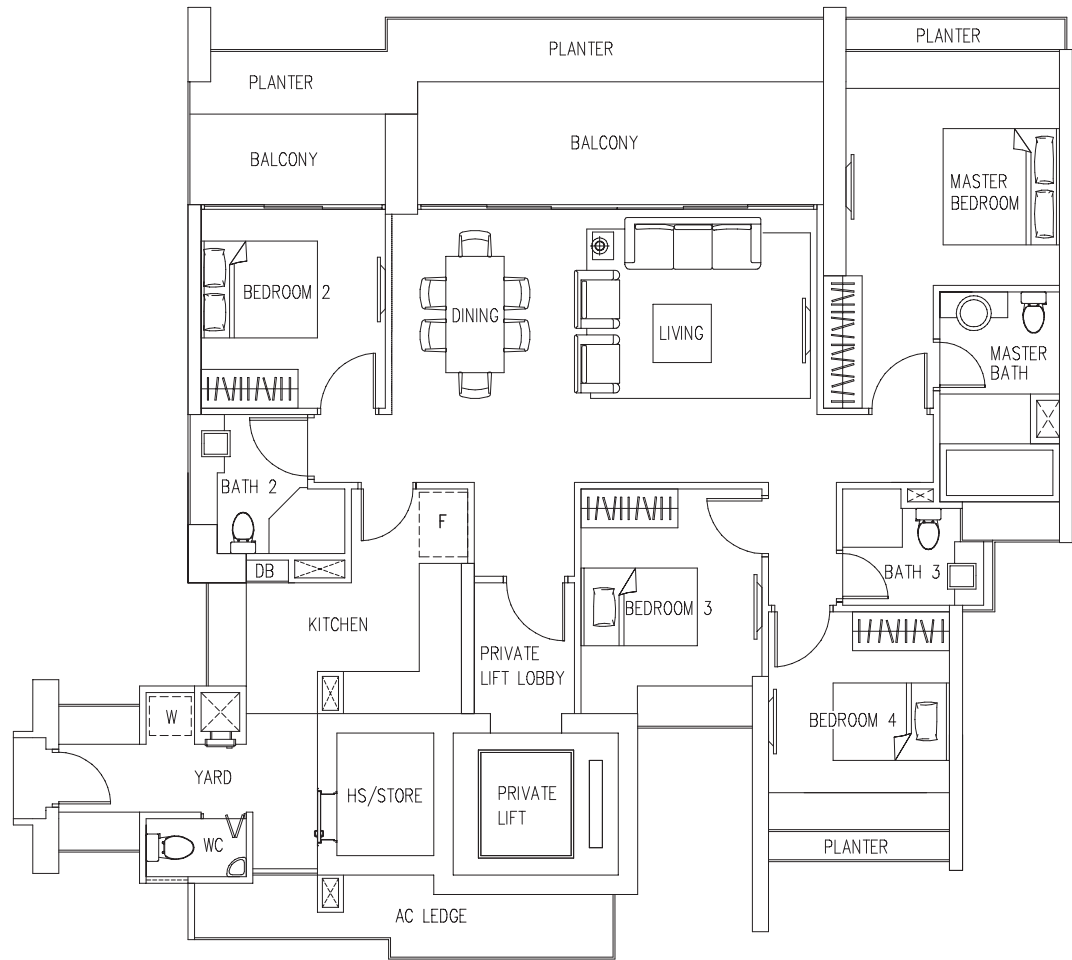 PLANTER
PLANTER
PLANTER
BALCONY
BALCONY
MASTER
BEDROOM
BEDROOM 2
DINING
LIVING
MASTER
BATH
BATH 2
F
DB
BATH 3
KITCHEN
BEDROOM 3
PRIVATE
LIFT LOBBY
W
BEDROOM 4
YARD
HS/STORE
PRIVATE
LIFT
WC
PLANTER
AC LEDGE